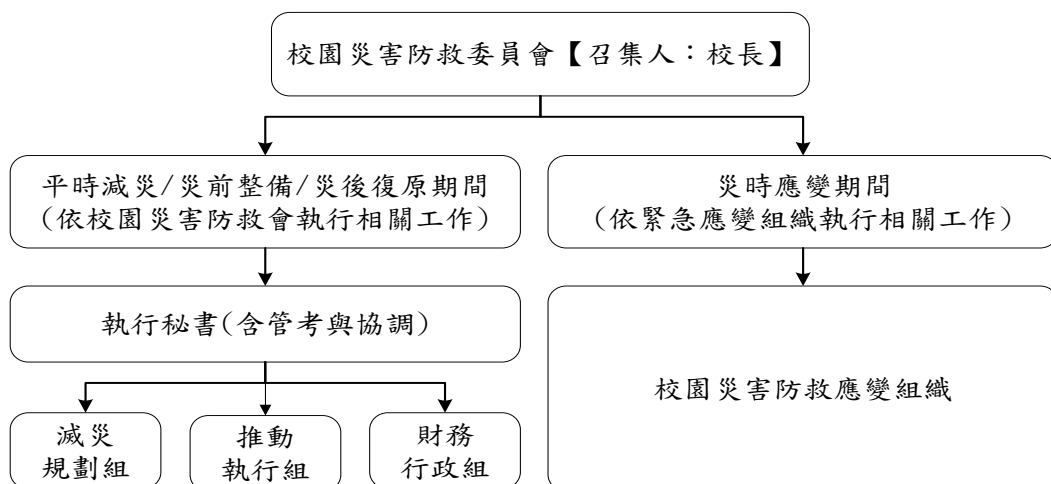 校園災害防救委員會【召集人：校長】
平時減災/災前整備/災後復原期間
(依校園災害防救會執行相關工作)
災時應變期間
(依緊急應變組織執行相關工作)
執行秘書(含管考與協調)
校園災害防救應變組織
減災
規劃組
推動
執行組
財務
行政組